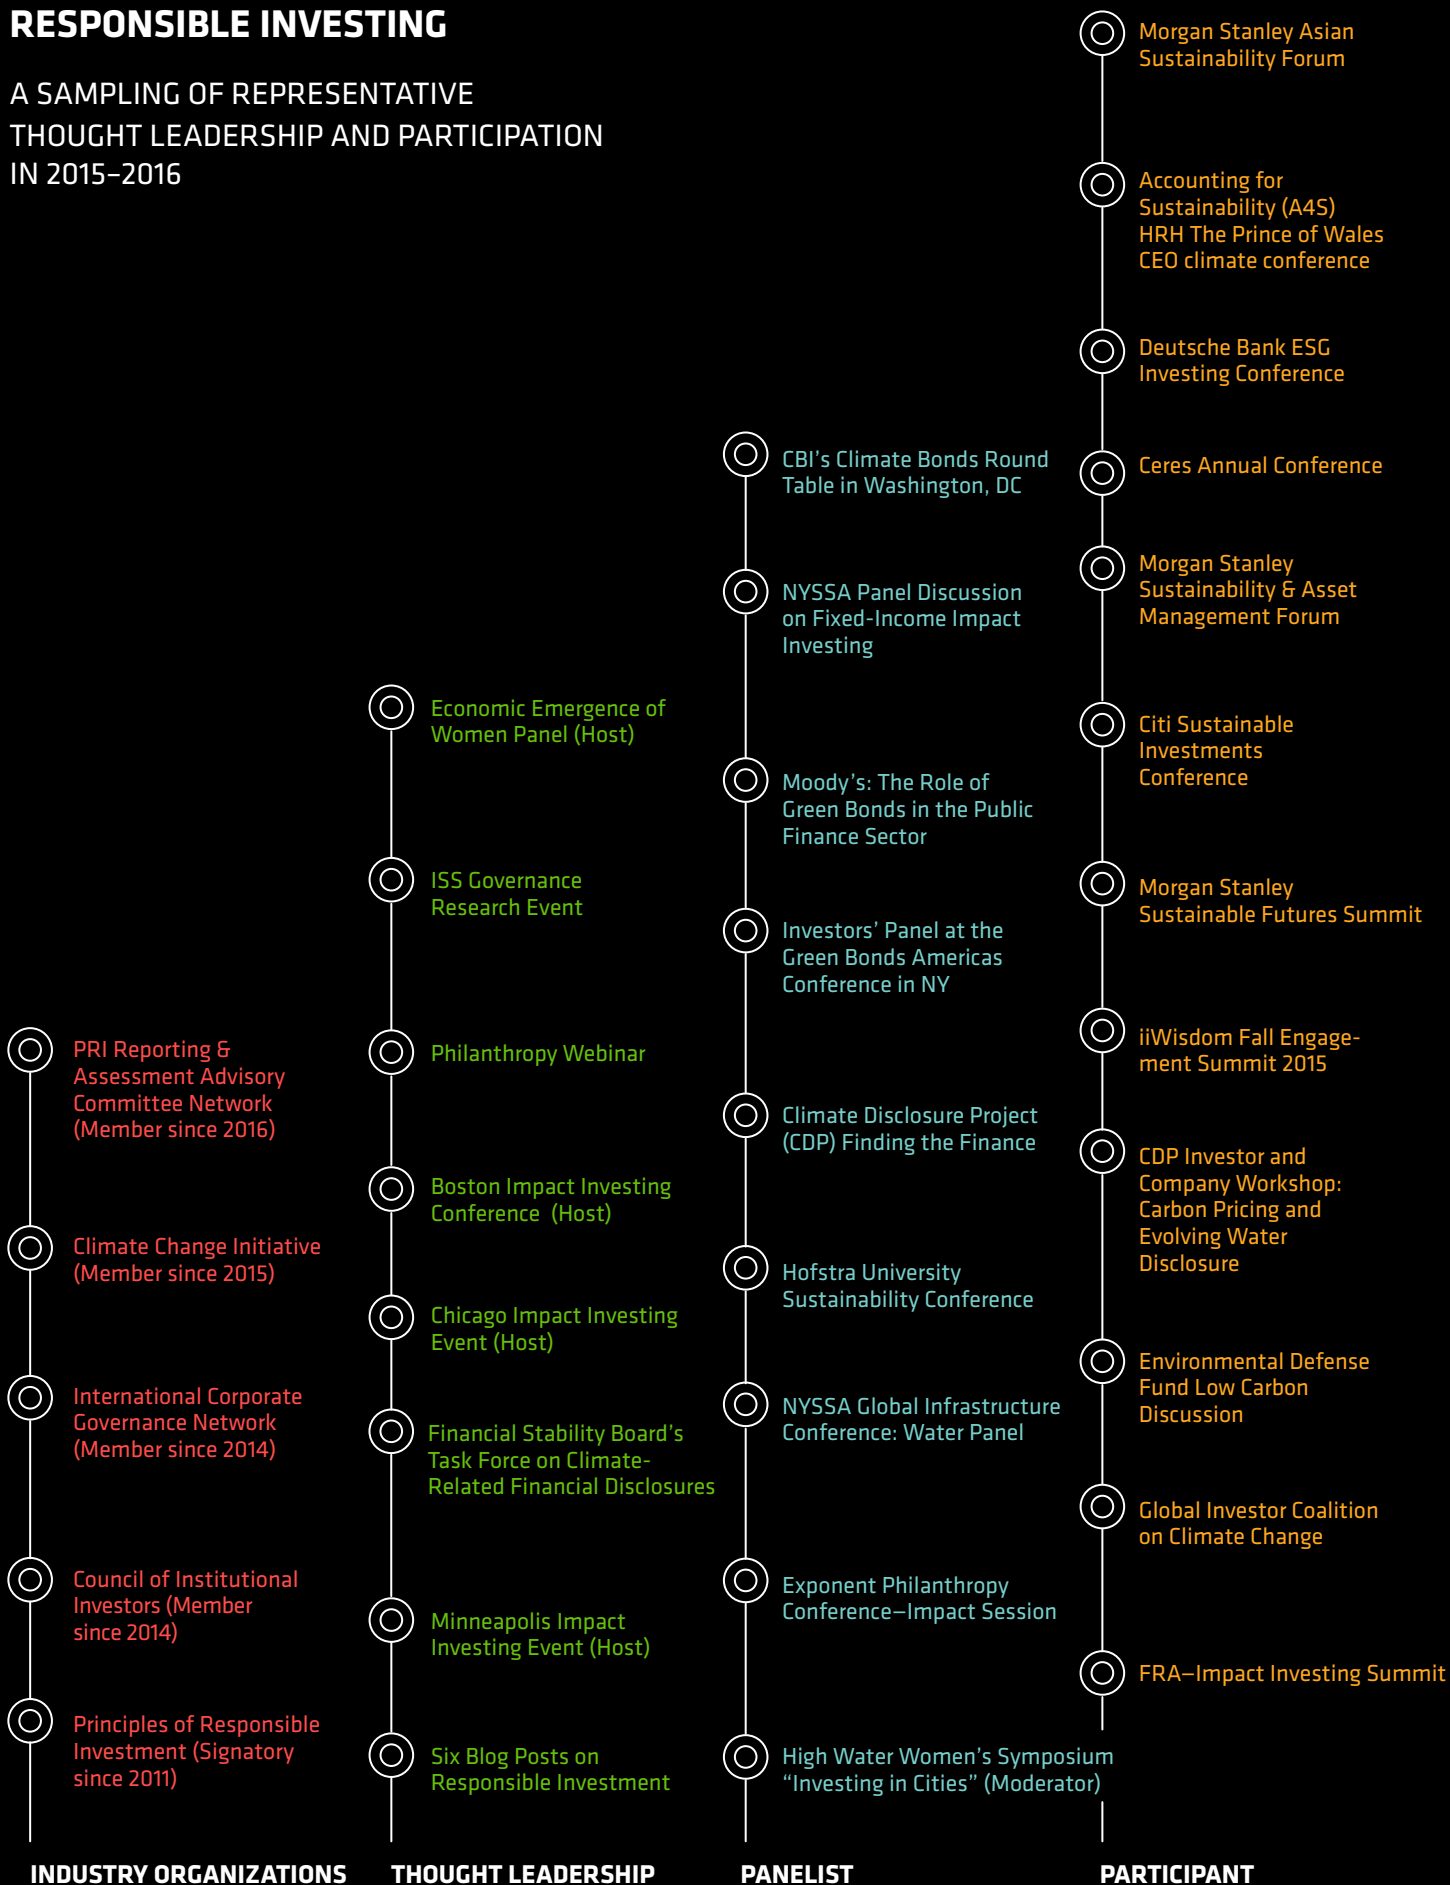 RESPONSIBLE INVESTING
A SAMPLING OF REPRESENTATIVE
THOUGHT LEADERSHIP AND PARTICIPATION
IN 2015–2016
PRI Reporting &
Assessment Advisory
Committee Network
(Member since 2016)
Climate Change Initiative
(Member since 2015)
International Corporate
Governance Network
(Member since 2014)
Council of Institutional
Investors (Member
since 2014)
Principles of Responsible
Investment (Signatory
since 2011)
INDUSTRY ORGANIZATIONS
Economic Emergence of
Women Panel (Host)
ISS Governance
Research Event
Philanthropy Webinar
Boston Impact Investing
Conference (Host)
Chicago Impact Investing
Event (Host)
Financial Stability Board’s
Task Force on Climate-
Related Financial Disclosures
Minneapolis Impact
Investing Event (Host)
Six Blog Posts on
Responsible Investment
THOUGHT LEADERSHIP
CBI’s Climate Bonds Round
Table in Washington, DC
NYSSA Panel Discussion
on Fixed-Income Impact
Investing
Moody’s: The Role of
Green Bonds in the Public
Finance Sector
Investors’ Panel at the
Green Bonds Americas
Conference in NY
Climate Disclosure Project
(CDP) Finding the Finance
Hofstra University
Sustainability Conference
NYSSA Global Infrastructure
Conference: Water Panel
Exponent Philanthropy
Conference–Impact Session
High Water Women’s Symposium
“Investing in Cities” (Moderator)
PANELIST
Morgan Stanley Asian
Sustainability Forum
Accounting for
Sustainability (A4S)
HRH The Prince of Wales
CEO climate conference
Deutsche Bank ESG
Investing Conference
Ceres Annual Conference
Morgan Stanley
Sustainability & Asset
Management Forum
Citi Sustainable
Investments
Conference
Morgan Stanley
Sustainable Futures Summit
iiWisdom Fall Engage-
ment Summit 2015
CDP Investor and
Company Workshop:
Carbon Pricing and
Evolving Water
Disclosure
Environmental Defense
Fund Low Carbon
Discussion
Global Investor Coalition
on Climate Change
FRA–Impact Investing Summit
PARTICIPANT